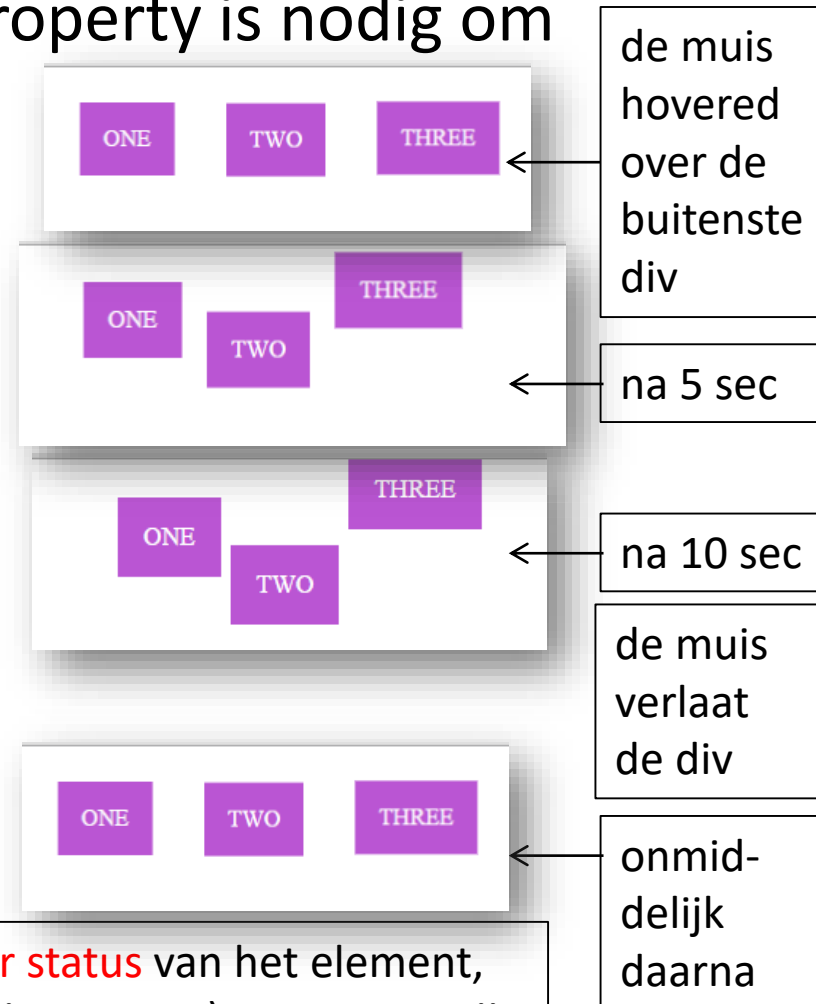 roperty is nodig om
de muis
hovered
over de
buitenste
div
ONE TWO THREE
THREE
ONE
TWO
na 5 sec
THREE
ONE
TWO
na 10 sec
de muis
verlaat
de div
ONE TWO THREE
onmid-
delijk
daarna
r status van het element,